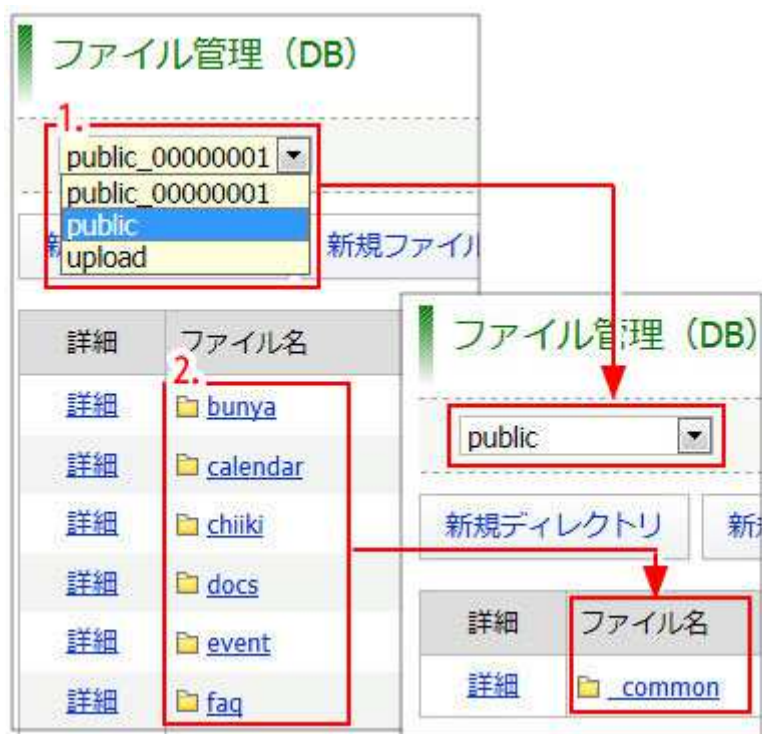 ファイル管理（DB）
1.
public_00000001
public_00000001
public
upload
新規ファイル
詳細 ファイル名
2.
詳細 bunya
詳細 calendar
詳細 chiiki
詳細 docs
詳細 event
詳細 faq
ファイル管理（DB）
public
新規ディレクトリ 新
詳細 ファイル名
詳細 _common